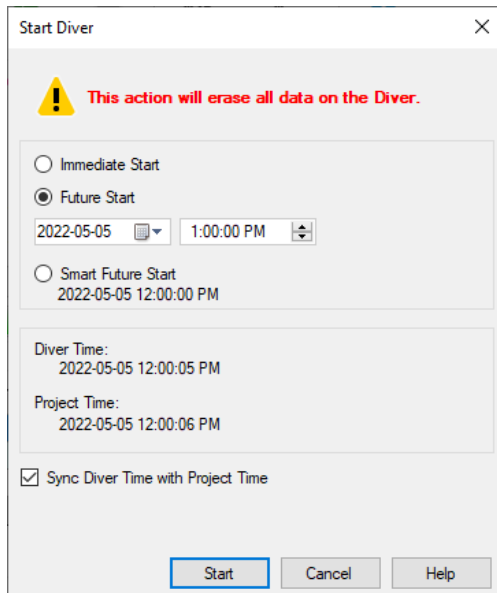 Start Diver
This action will erase all data on the Diver.
Immediate Start
Future Start
2022-05-05 1:00:00 PM
Smart Future Start
2022-05-05 12:00:00 PM
Diver Time:
2022-05-05 12:00:05 PM
Project Time:
2022-05-05 12:00:06 PM
Sync Diver Time with Project Time
Start Cancel Help